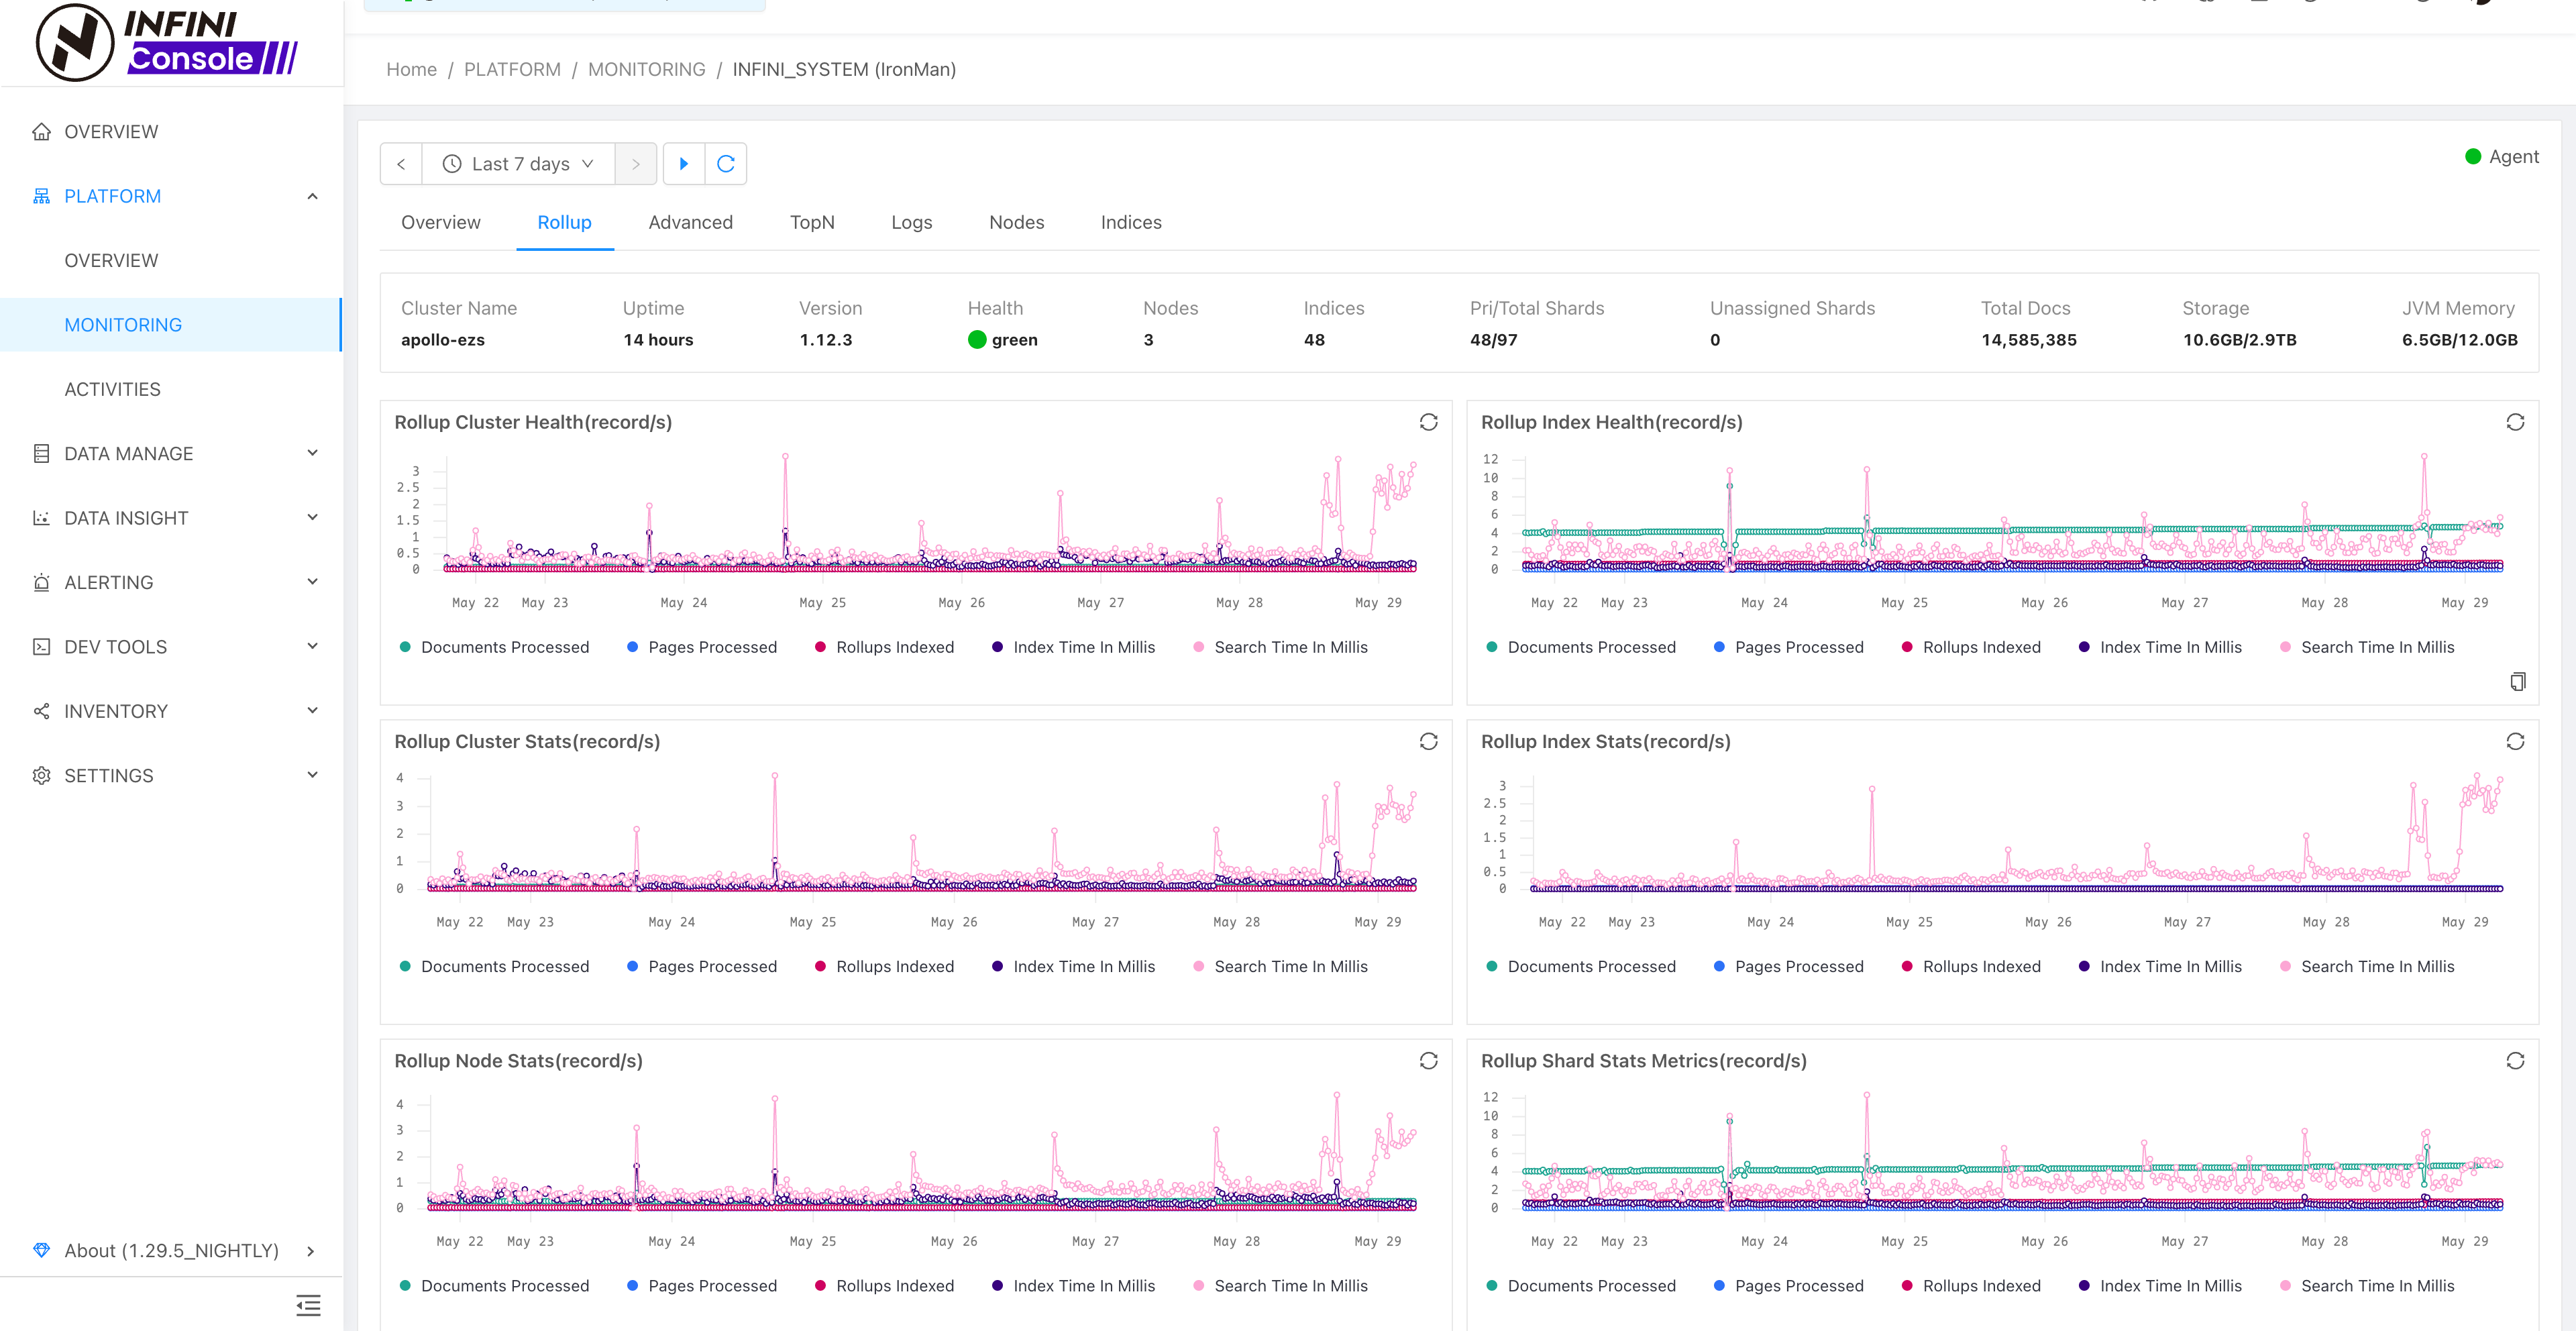 INFINI
Console
Home / PLATFORM / MONITORING / INFINI_SYSTEM (IronMan)
OVERVIEW
PLATFORM
OVERVIEW
MONITORING
ACTIVITIES
DATA MANAGE
DATA INSIGHT
ALERTING
DEV TOOLS
INVENTORY
SETTINGS
About (1.29.5_NIGHTLY)
Last 7 days
Agent
Overview Rollup Advanced TopN Logs Nodes Indices
Cluster Name Uptime Version Health Nodes Indices Pri/Total Shards Unassigned Shards Total Docs Storage JVM Memory
apollo-ezs 14 hours 1.12.3 green 3 48 48/97 0 14,585,385 10.6GB/2.9TB 6.5GB/12.0GB
Rollup Cluster Health(record/s)
3
2.5
2
1.5
1
0.5
0
May 22 May 23 May 24 May 25 May 26 May 27 May 28 May 29
Documents Processed Pages Processed Rollups Indexed Index Time In Millis Search Time In Millis
Rollup Index Health(record/s)
12
10
8
6
4
2
0
May 22 May 23 May 24 May 25 May 26 May 27 May 28 May 29
Documents Processed Pages Processed Rollups Indexed Index Time In Millis Search Time In Millis
Rollup Cluster Stats(record/s)
4
3
2
1
0
May 22 May 23 May 24 May 25 May 26 May 27 May 28 May 29
Documents Processed Pages Processed Rollups Indexed Index Time In Millis Search Time In Millis
Rollup Index Stats(record/s)
3
2.5
2
1.5
1
0.5
0
May 22 May 23 May 24 May 25 May 26 May 27 May 28 May 29
Documents Processed Pages Processed Rollups Indexed Index Time In Millis Search Time In Millis
Rollup Node Stats(record/s)
4
3
2
1
0
May 22 May 23 May 24 May 25 May 26 May 27 May 28 May 29
Documents Processed Pages Processed Rollups Indexed Index Time In Millis Search Time In Millis
Rollup Shard Stats Metrics(record/s)
12
10
8
6
4
2
0
May 22 May 23 May 24 May 25 May 26 May 27 May 28 May 29
Documents Processed Pages Processed Rollups Indexed Index Time In Millis Search Time In Millis